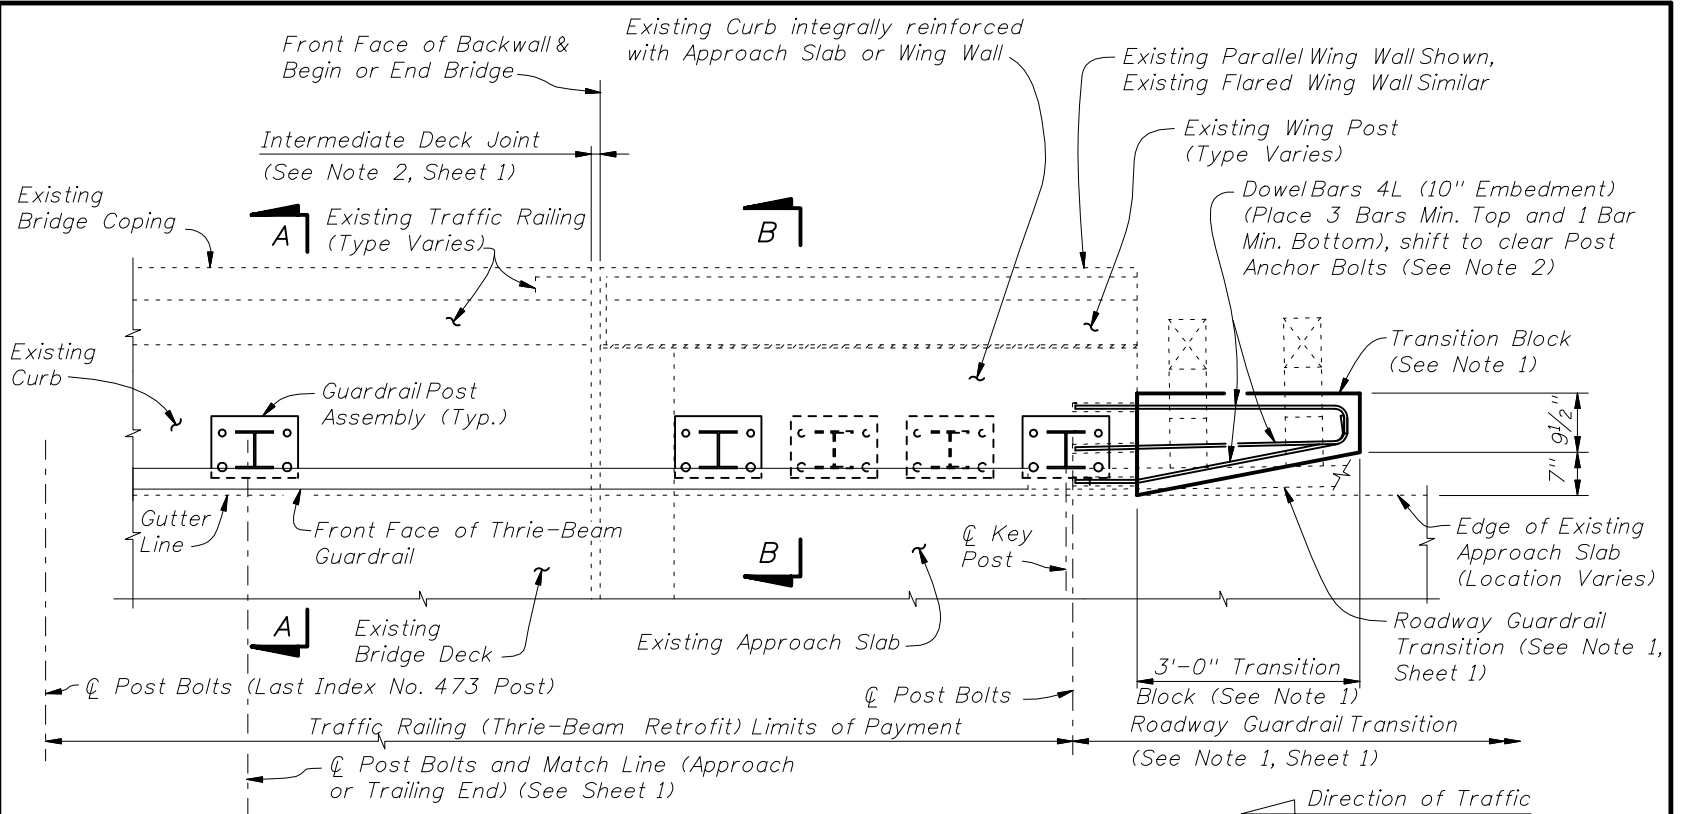 Front Face of Backwall &
Begin or End Bridge
Existing Curb integrally reinforced
with Approach Slab or Wing Wall
Existing Parallel Wing Wall Shown,
Existing Flared Wing Wall Similar
Intermediate Deck Joint
(See Note 2, Sheet 1)
Existing Wing Post
(Type Varies)
Existing
Bridge Coping
A
Existing Traffic Railing
(Type Varies)
B
Dowel Bars 4L (10" Embedment)
(Place 3 Bars Min. Top and 1 Bar
Min. Bottom), shift to clear Post
Anchor Bolts (See Note 2)
Existing
Curb
Guardrail Post
Assembly (Typ.)
Transition Block
(See Note 1)
9½"
7"
Gutter
Line
Front Face of Thrie-Beam
Guardrail
B
℄ Key
Post
Edge of Existing
Approach Slab
(Location Varies)
A
Existing
Bridge Deck
Existing Approach Slab
Roadway Guardrail
Transition (See Note 1,
Sheet 1)
℄ Post Bolts (Last Index No. 473 Post)
℄ Post Bolts
3'-0" Transition
Block (See Note 1)
Traffic Railing (Thrie-Beam Retrofit) Limits of Payment
Roadway Guardrail Transition
(See Note 1, Sheet 1)
℄ Post Bolts and Match Line (Approach
or Trailing End) (See Sheet 1)
Direction of Traffic